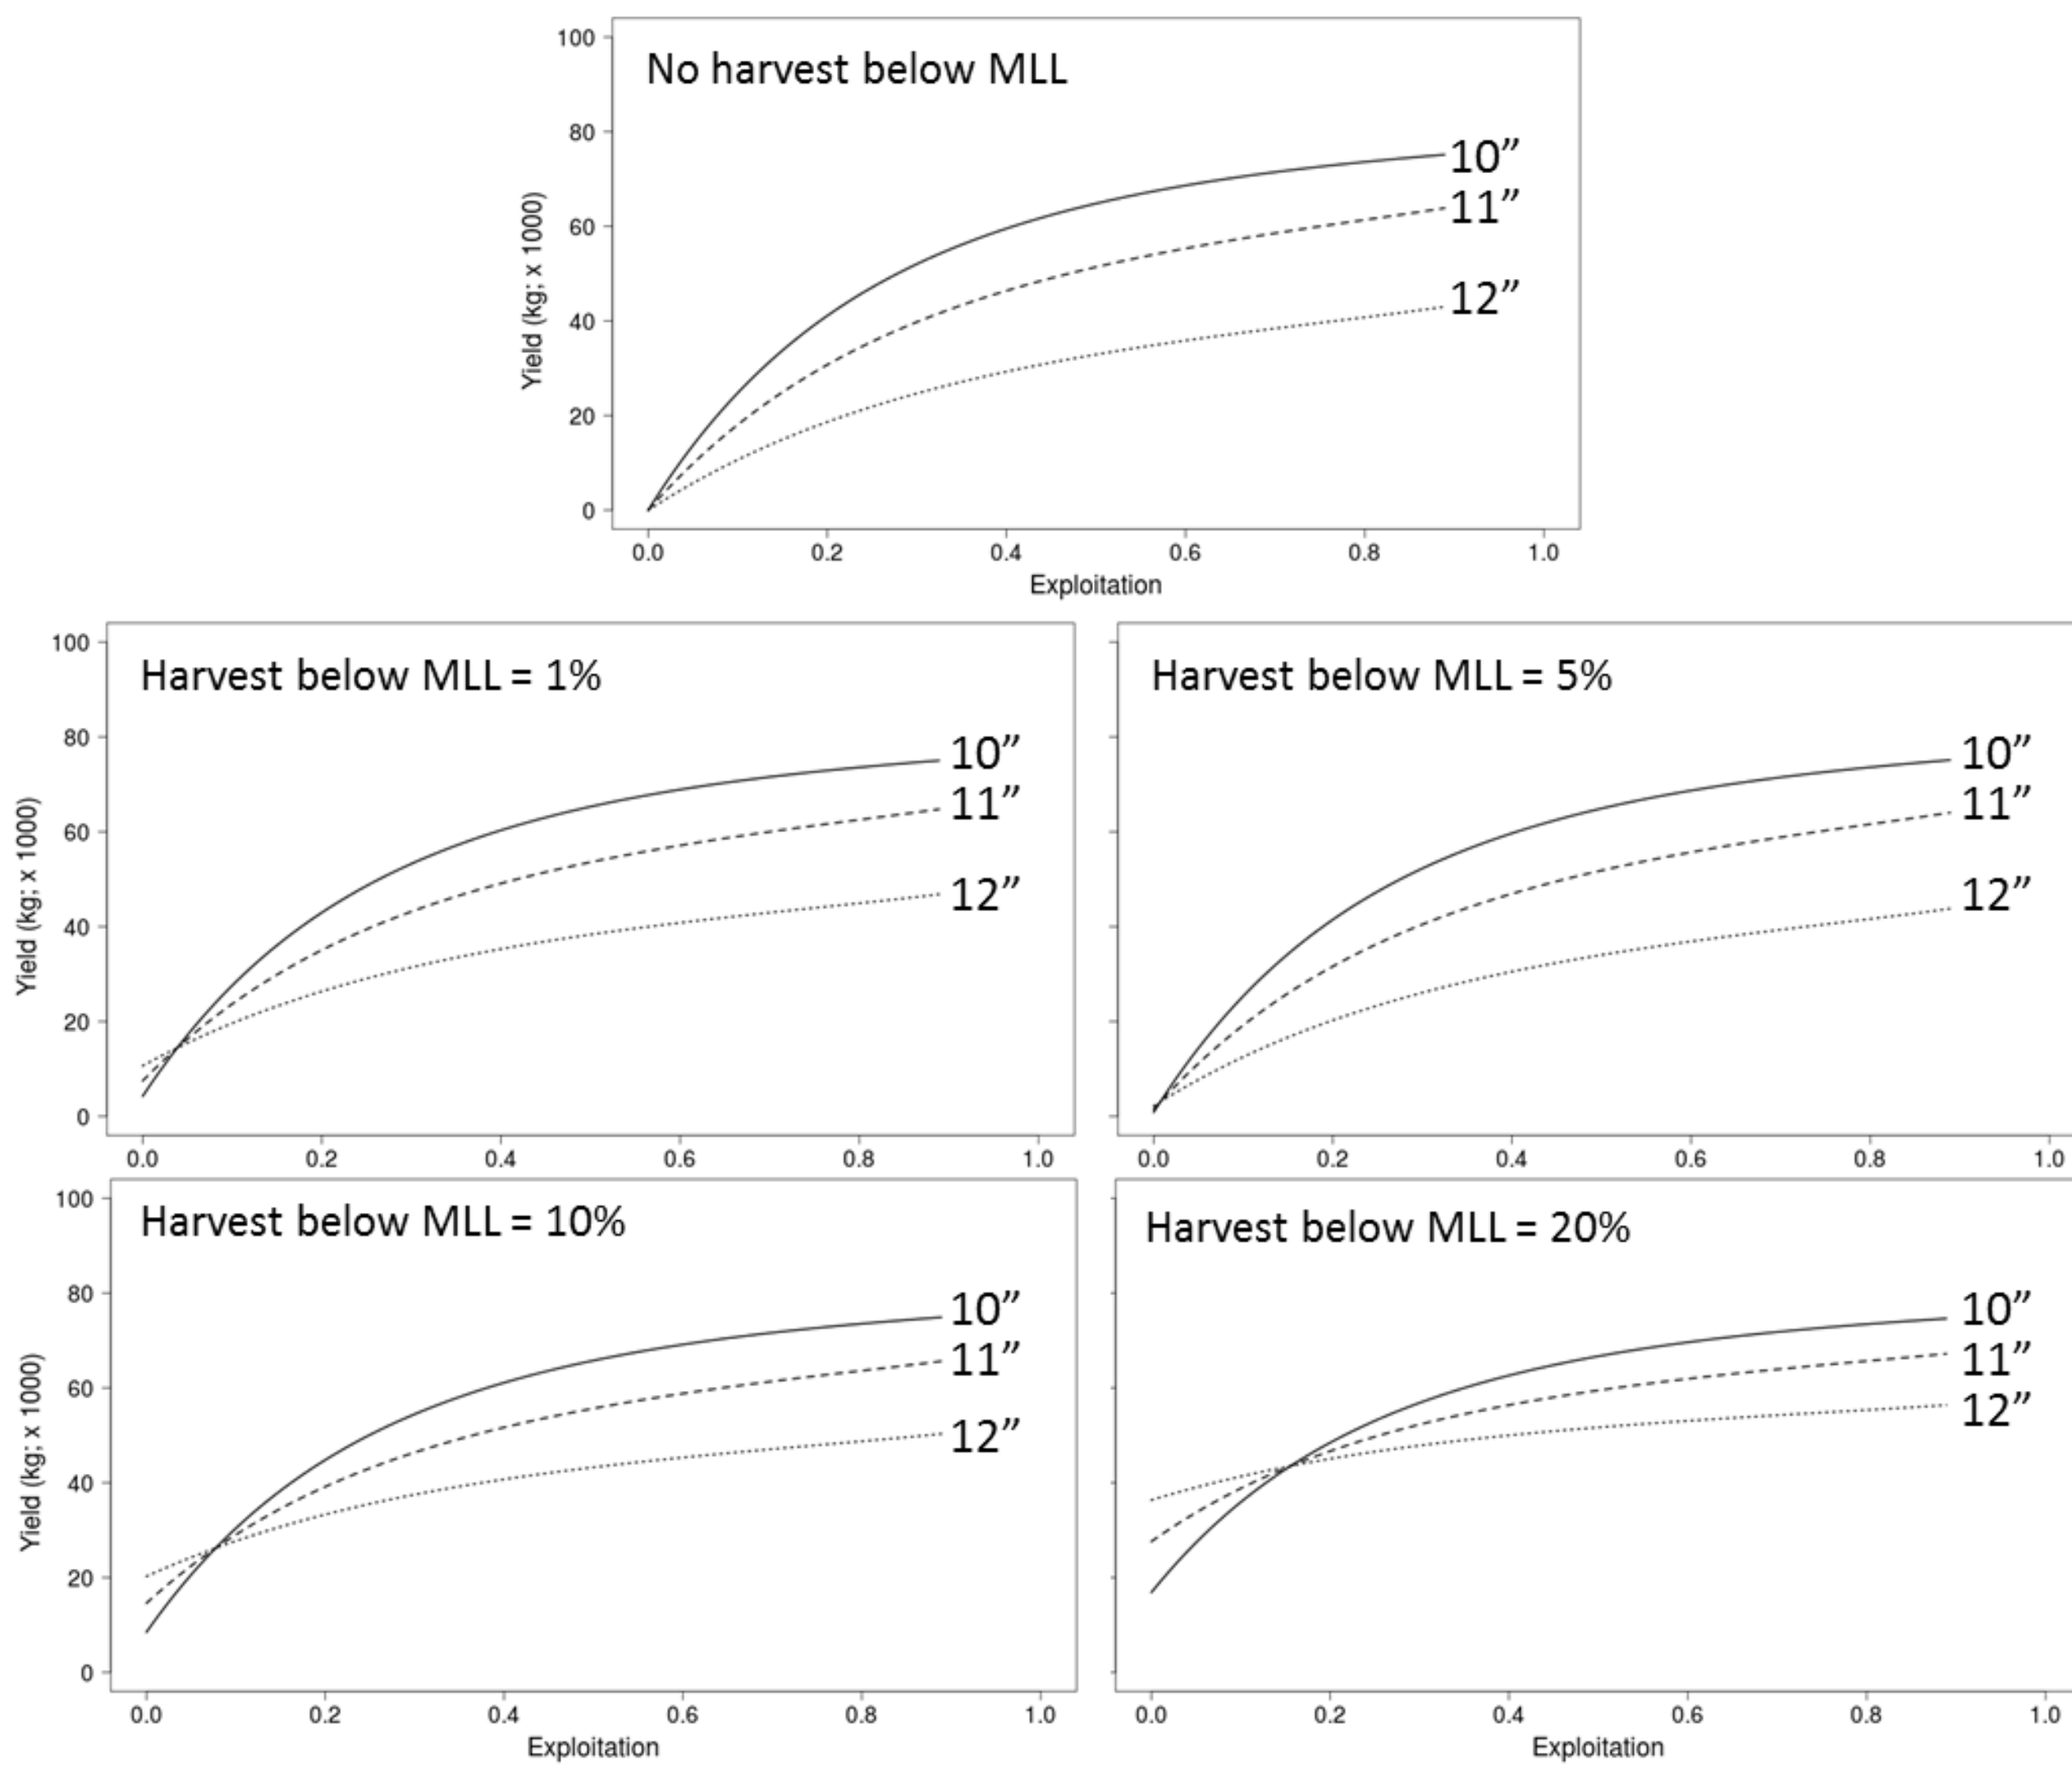 No harvest below MLL
100
80
60
40
20
0
Yield (kg; x 1000)
10”
11”
12”
0.0 0.2 0.4 0.6 0.8 1.0
Exploitation
Harvest below MLL = 1%
100
80
60
40
20
0
Yield (kg; x 1000)
10”
11”
12”
0.0 0.2 0.4 0.6 0.8 1.0
Harvest below MLL = 5%
10”
11”
12”
0.0 0.2 0.4 0.6 0.8 1.0
Harvest below MLL = 10%
100
80
60
40
20
0
Yield (kg; x 1000)
10”
11”
12”
0.0 0.2 0.4 0.6 0.8 1.0
Exploitation
Harvest below MLL = 20%
10”
11”
12”
0.0 0.2 0.4 0.6 0.8 1.0
Exploitation